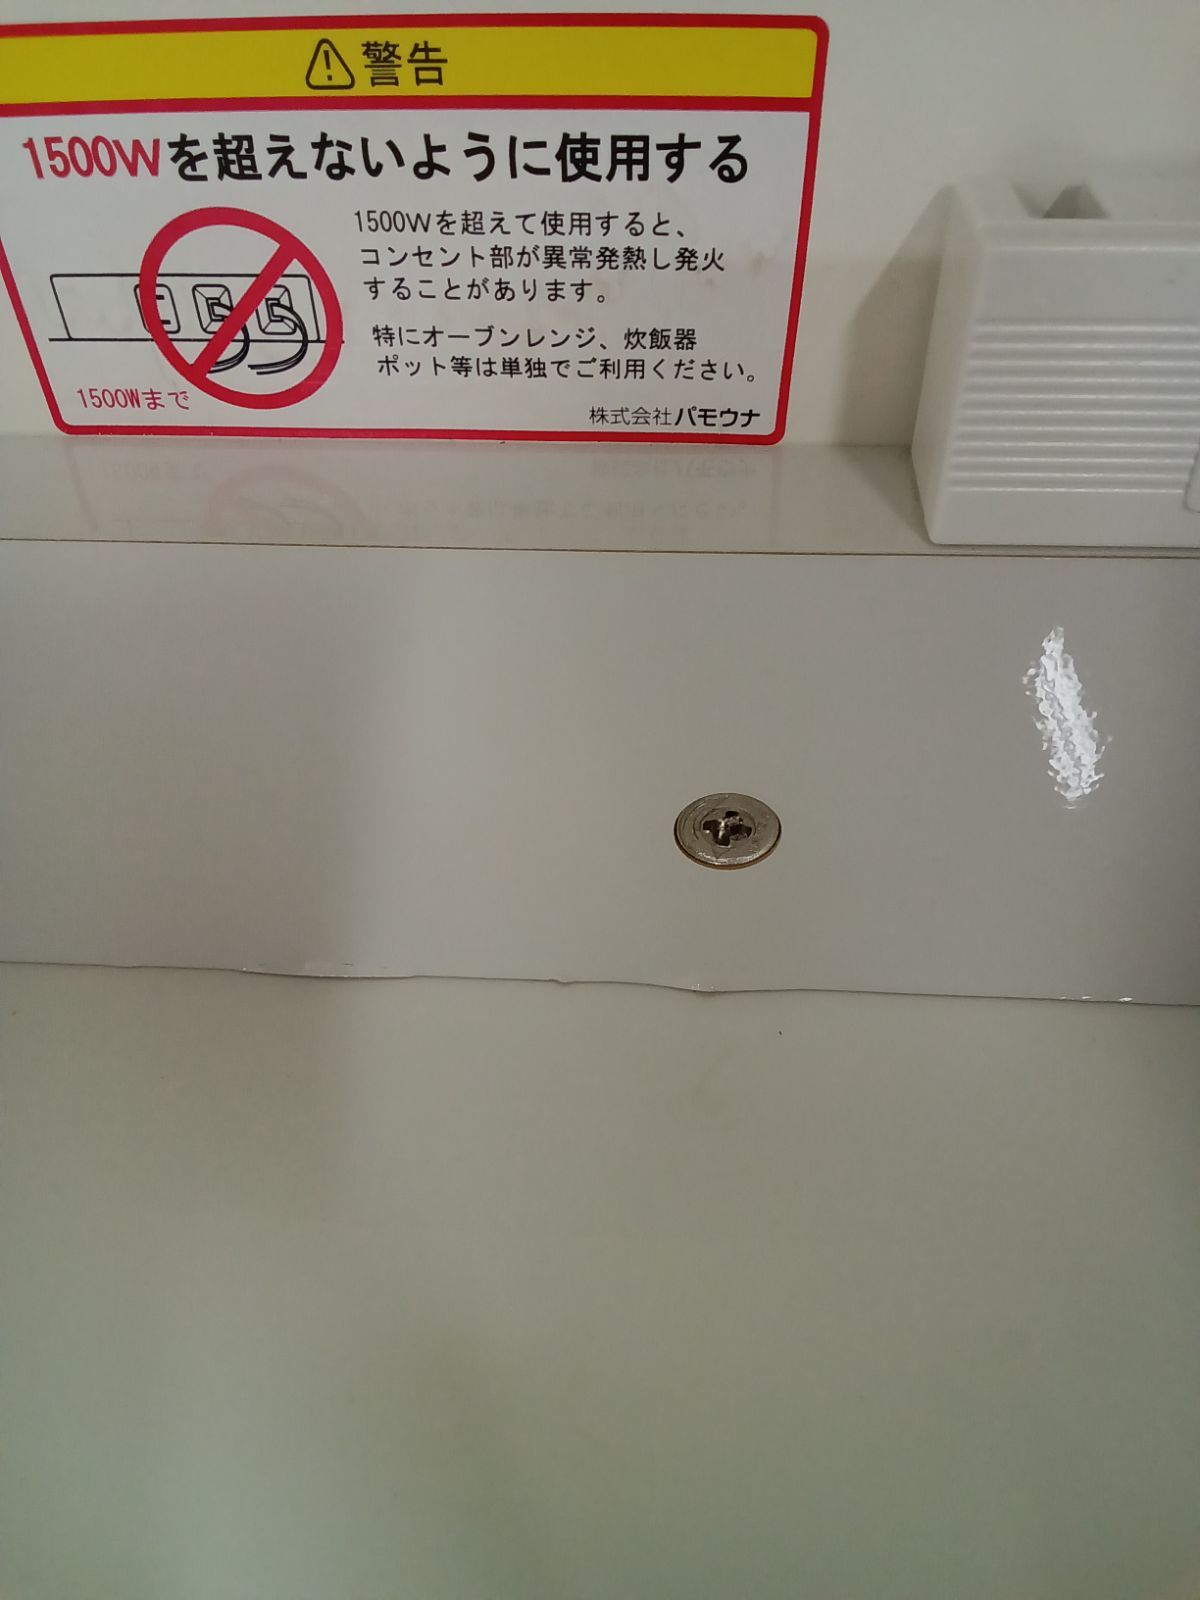 警告
1500Wを超えないように使用する
1500Wを超えて使用すると、
コンセント部が異常発熱し発火
することがあります。
特にオーブンレンジ、炊飯器
ポット等は単独でご利用ください。
1500Wまで
株式会社パモウナ